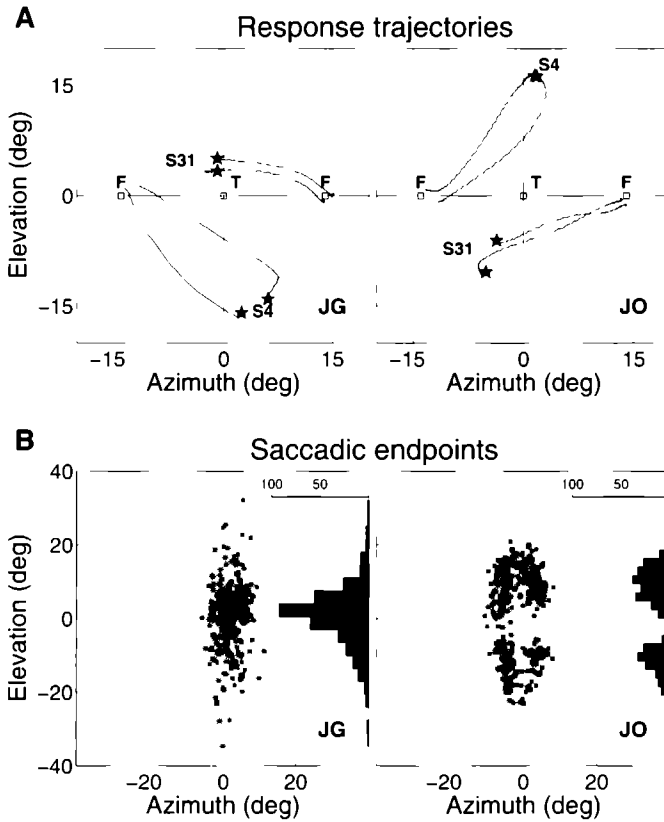 A
Response trajectories
15
0
−15
Elevation (deg)
S31
F
T
F
S4
JG
S4
F
T
F
S31
JO
−15
0
15
−15
0
15
Azimuth (deg)
Azimuth (deg)
B
Saccadic endpoints
40
20
0
−20
−40
Elevation (deg)
100
50
JG
100
50
JO
−20
0
20
−20
0
20
Azimuth (deg)
Azimuth (deg)